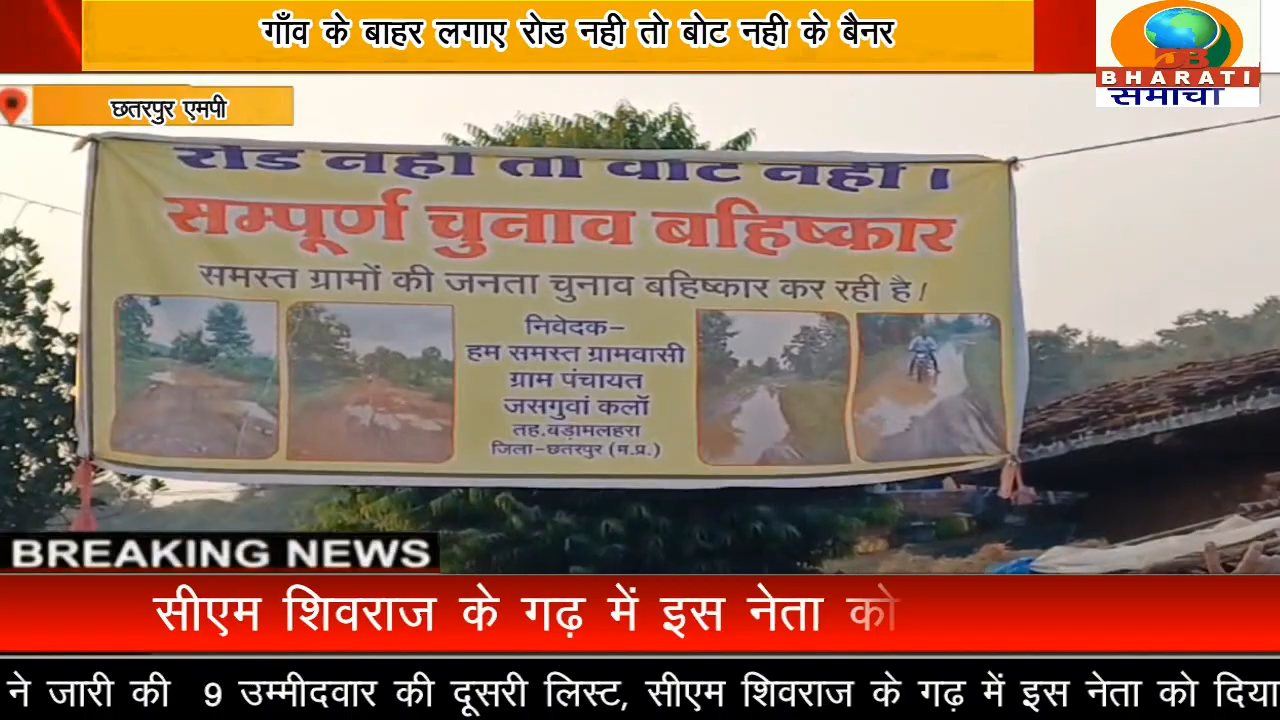 गाँव के बाहर लगाए रोड नही तो बोट नही के बैनर
BHARATI
समाचा
छतरपुर एमपी
रोड नही तो वोट नही।
सम्पूर्ण चुनाव बहिष्कार
समस्त ग्रामों की जनता चुनाव बहिष्कार कर रही है।
निवेदक–
हम समस्त ग्रामवासी
ग्राम पंचायत
जसगुवां कलॉ
तह.बड़ामलहरा
जिला–छतरपुर (म.प्र.)
BREAKING NEWS
सीएम शिवराज के गढ़ में इस नेता को
ने जारी की 9 उम्मीदवार की दूसरी लिस्ट, सीएम शिवराज के गढ़ में इस नेता को दिया